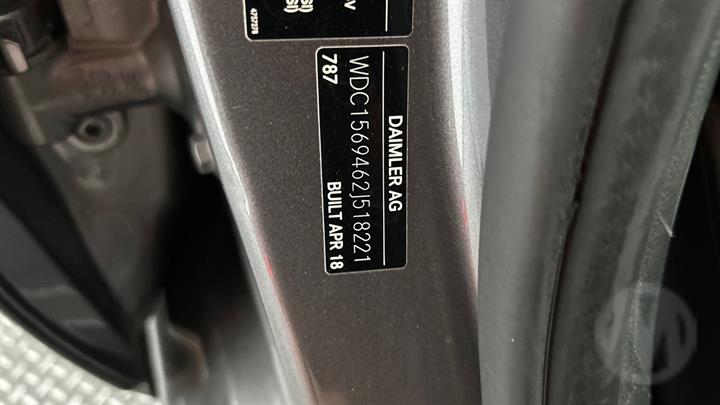 DAIMLER AG
WDC1569462J518221
787 BUILT APR 18